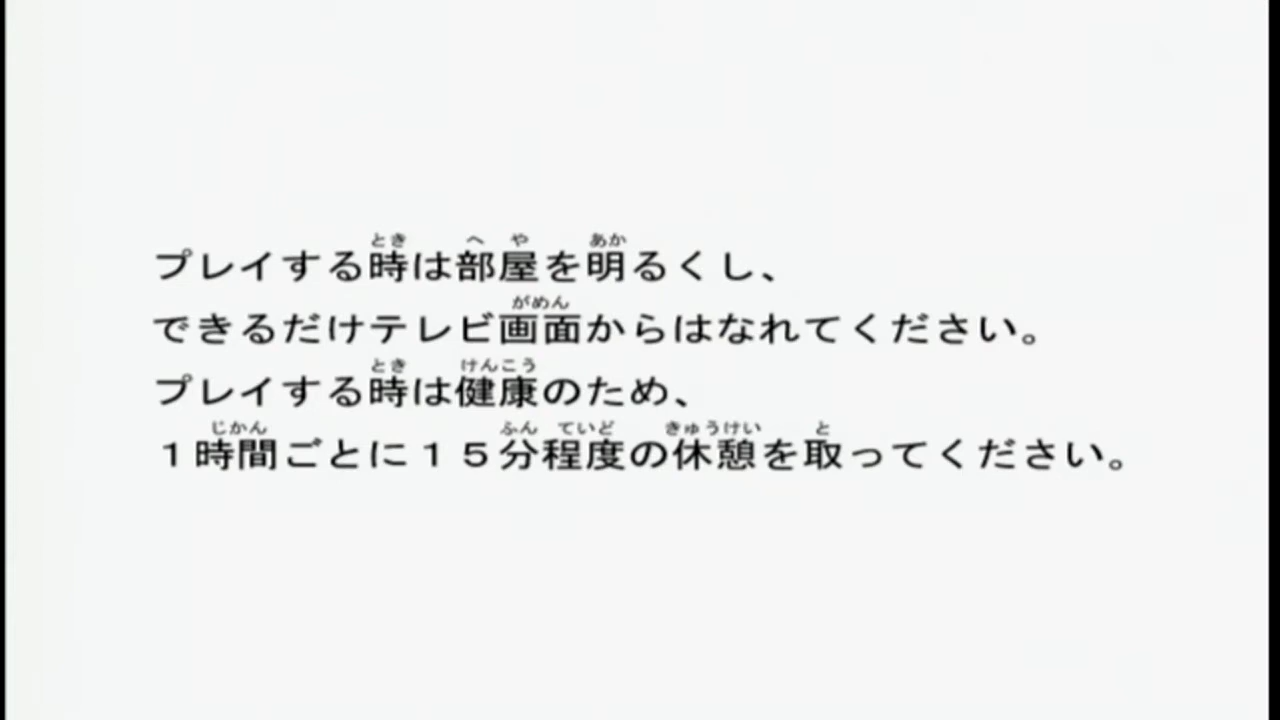 プレイする時は部屋を明るくし、
できるだけテレビ画面からはなれてください。
プレイする時は健康のため、
１時間ごとに１５分程度の休憩を取ってください。